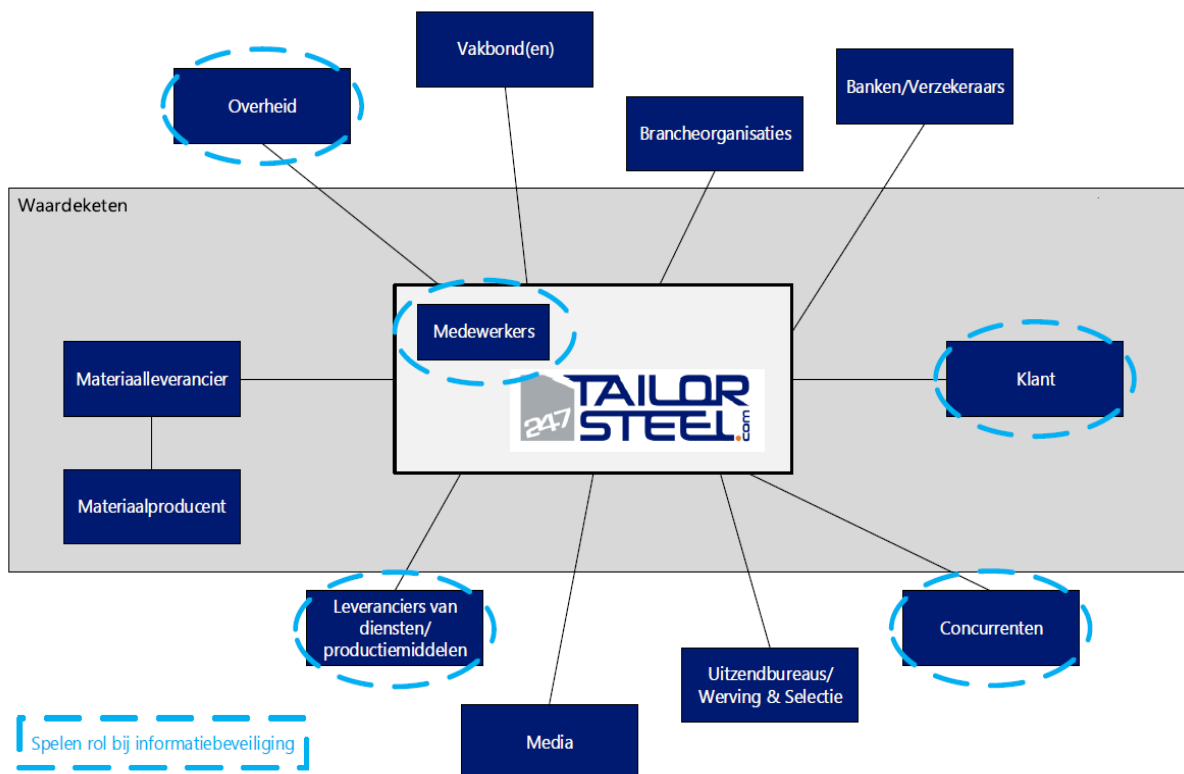 Vakbond(en)
Overheid
Banken/Verzekeraars
Brancheorganisaties
Waardeketen
Medewerkers
Materiaalleverancier
Klant
247
TAILOR
STEEL
.com
Materiaalproducent
Leveranciers van
diensten/
productiemiddelen
Concurrenten
Uitzendbureaus/
Werving & Selectie
Media
Spelen rol bij informatiebeveiliging